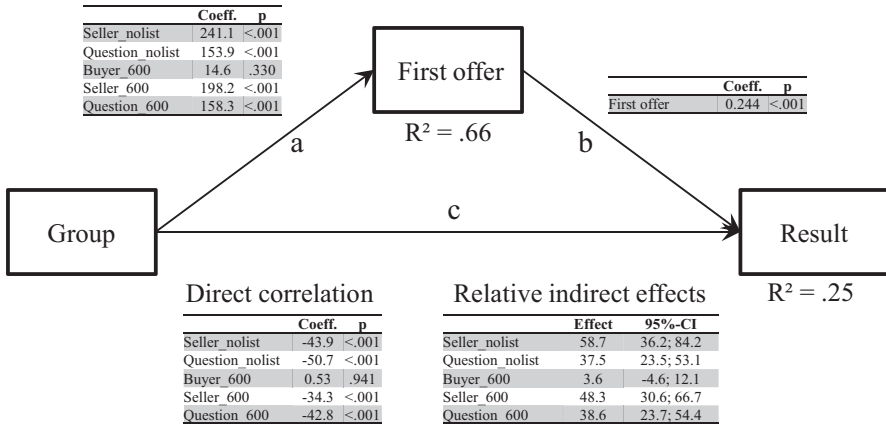 Coeff. p
Seller_nolist 241.1 <.001
Question_nolist 153.9 <.001
Buyer_600 14.6 .330
Seller_600 198.2 <.001
Question_600 158.3 <.001
First offer
R² = .66
Coeff. p
First offer 0.244 <.001
a
b
Group
c
Result
R² = .25
Direct correlation
Coeff. p
Seller_nolist -43.9 <.001
Question_nolist -50.7 <.001
Buyer_600 0.53 .941
Seller_600 -34.3 <.001
Question_600 -42.8 <.001
Relative indirect effects
Effect 95%-CI
Seller_nolist 58.7 36.2; 84.2
Question_nolist 37.5 23.5; 53.1
Buyer_600 3.6 -4.6; 12.1
Seller_600 48.3 30.6; 66.7
Question_600 38.6 23.7; 54.4